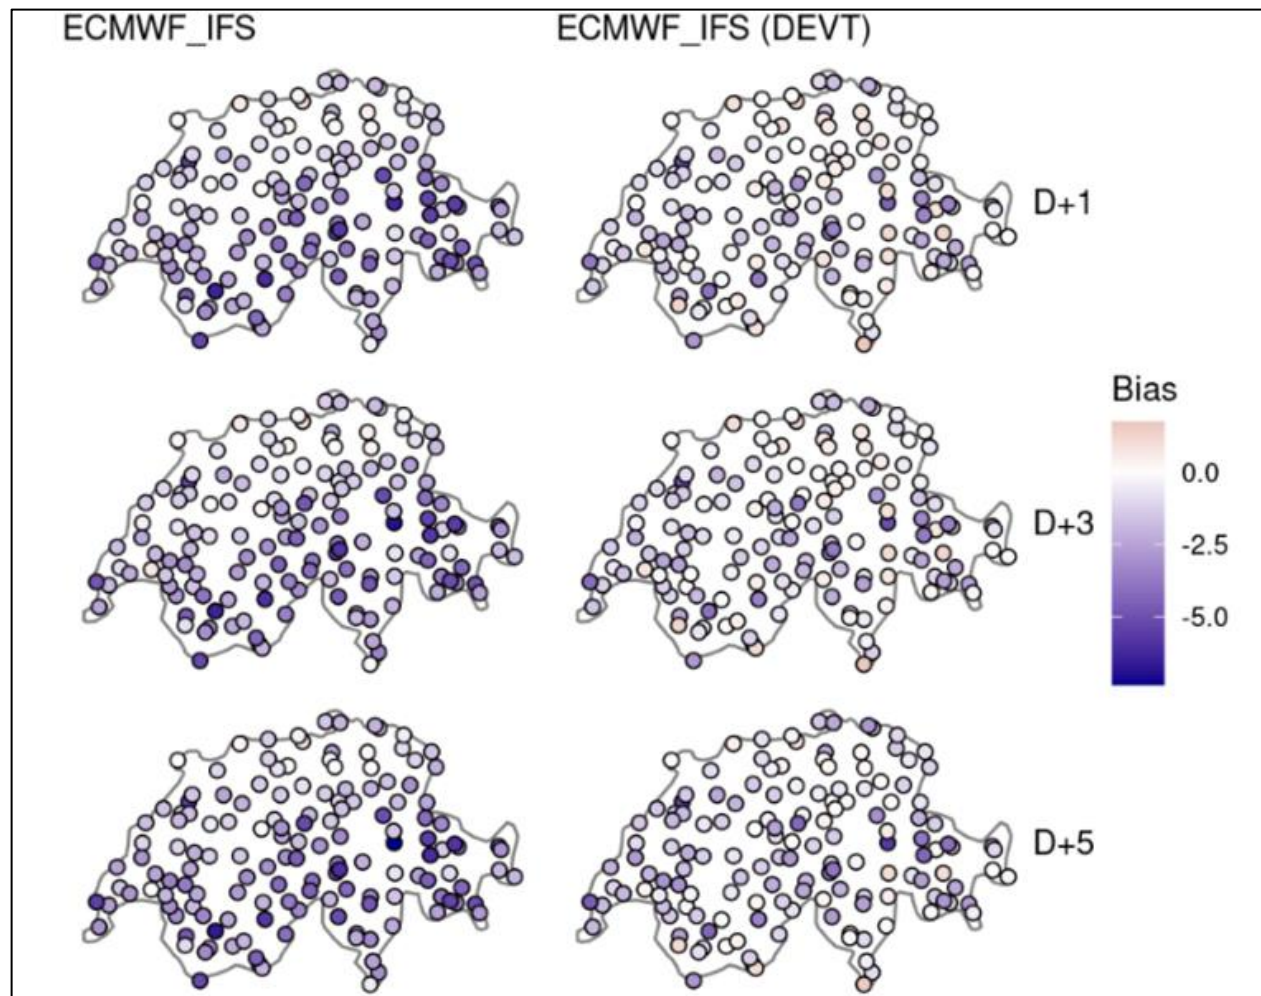 ECMWF_IFS
ECMWF_IFS (DEVT)
D+1
D+3
D+5
Bias
0.0
-2.5
-5.0